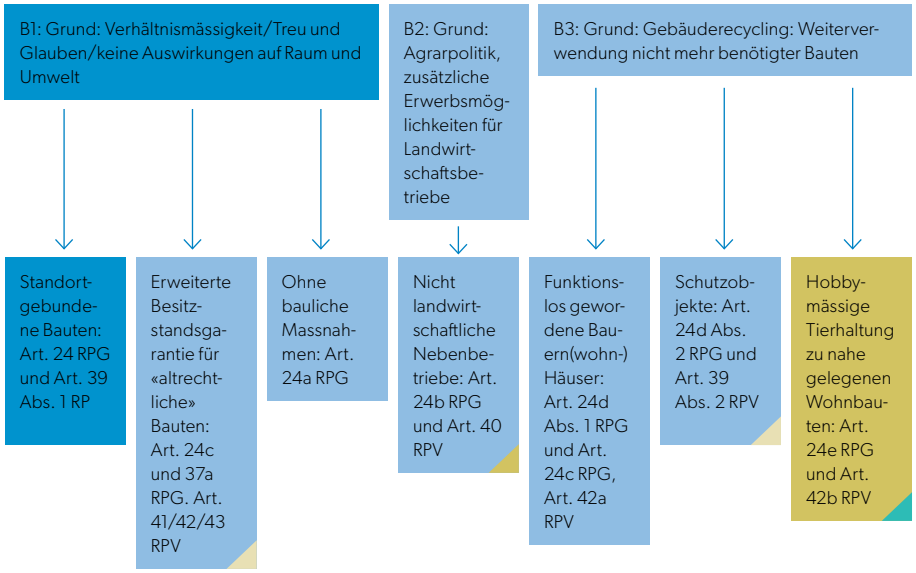 B1: Grund: Verhältnismässigkeit/Treu und
Glauben/keine Auswirkungen auf Raum und
Umwelt
B2: Grund:
Agrarpolitik,
zusätzliche
Erwerbsmög-
lichkeiten für
Landwirt-
schaftsbe-
triebe
B3: Grund: Gebäuderecycling: Weiterver-
wendung nicht mehr benötigter Bauten
Standort-
gebunde-
ne Bauten:
Art. 24 RPG
und Art. 39
Abs. 1 RP
Erweiterte
Besitz-
standsga-
rantie für
«altrecht-
liche»
Bauten:
Art. 24c
und 37a
RPG. Art.
41/42/43
RPV
Ohne
bauliche
Massnah-
men: Art.
24a RPG
Nicht
landwirt-
schaftliche
Nebenbe-
triebe: Art.
24b RPG
und Art. 40
RPV
Funktions-
los gewor-
dene Bau-
ern(wohn-)
Häuser:
Art. 24d
Abs. 1 RPG
und Art.
24c RPG,
Art. 42a
RPV
Schutzob-
jekte: Art.
24d Abs.
2 RPG und
Art. 39
Abs. 2 RPV
Hobby-
mässige
Tierhaltung
zu nahe
gelegenen
Wohnbau-
ten: Art.
24e RPG
und Art.
42b RPV